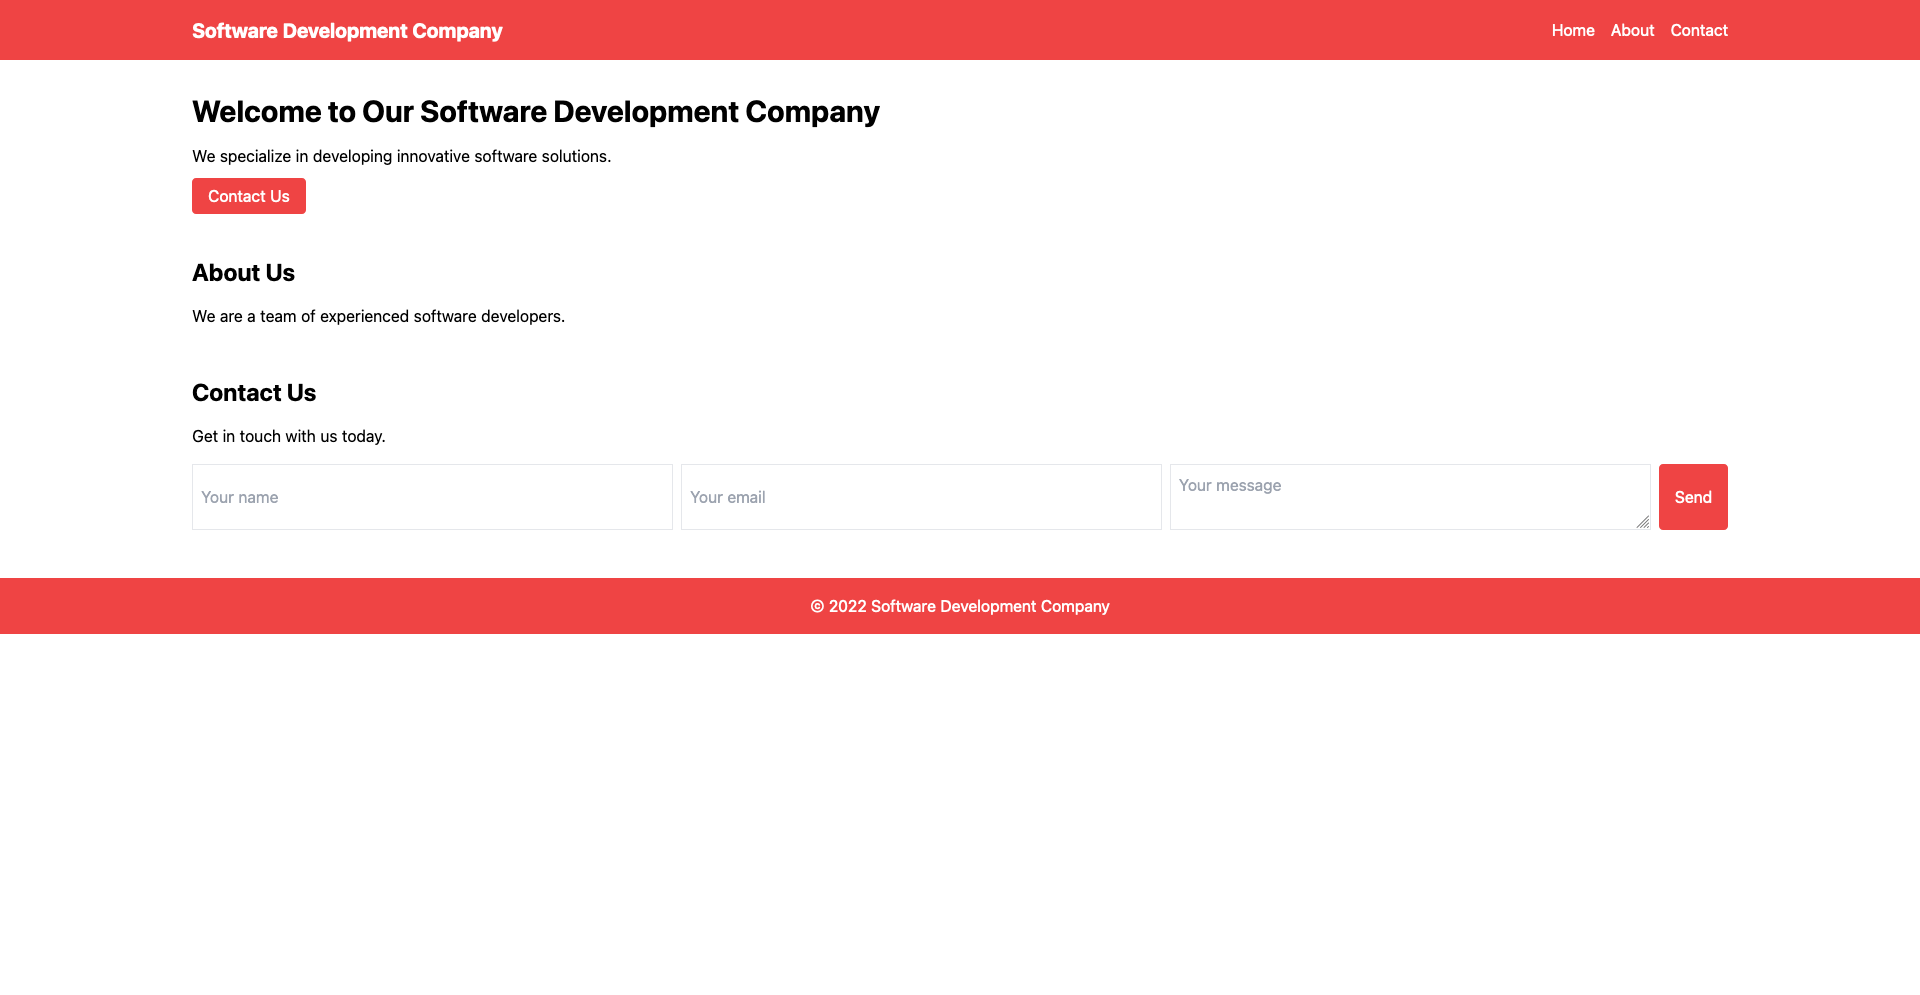 Software Development Company
Home About Contact
Welcome to Our Software Development Company
We specialize in developing innovative software solutions.
Contact Us
About Us
We are a team of experienced software developers.
Contact Us
Get in touch with us today.
Your name
Your email
Your message
Send
© 2022 Software Development Company